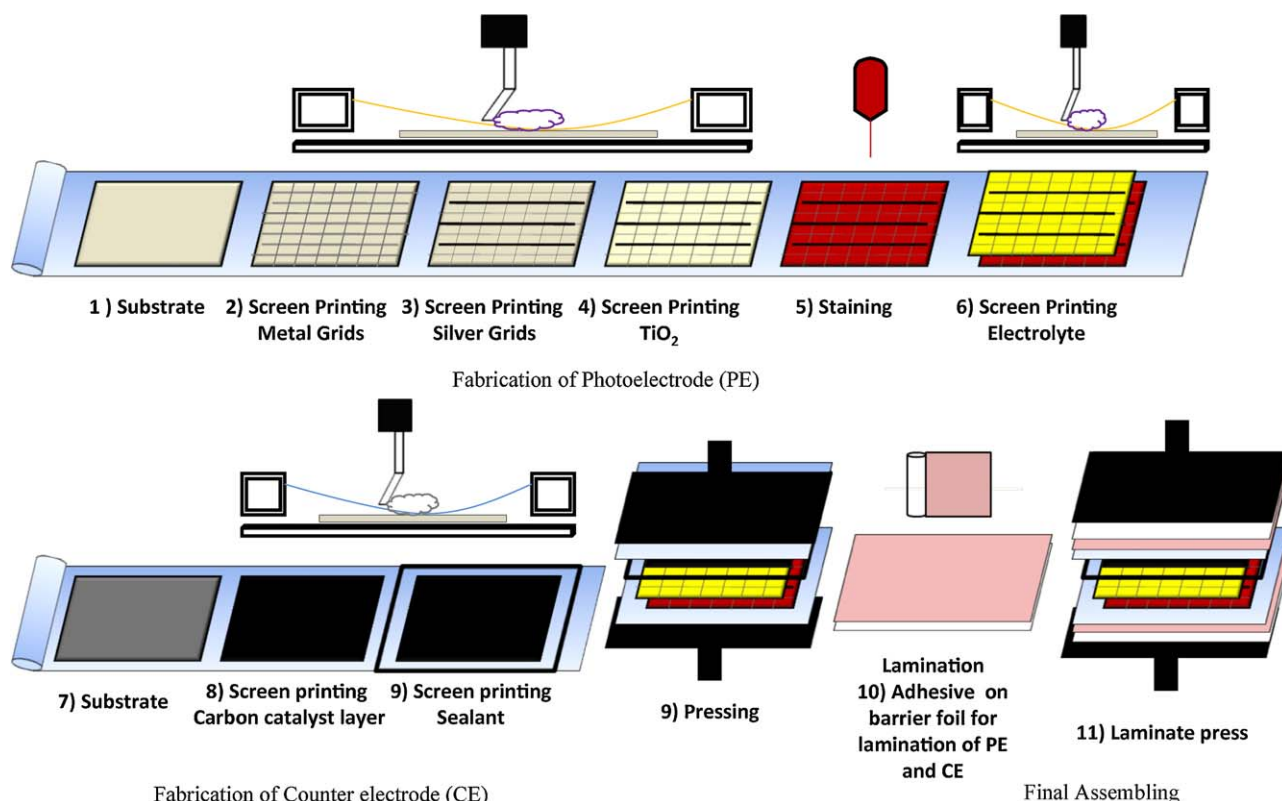 1 ) Substrate
2) Screen Printing
Metal Grids
3) Screen Printing
Silver Grids
4) Screen Printing
TiO₂
5) Staining
6) Screen Printing
Electrolyte
Fabrication of Photoelectrode (PE)
7) Substrate
8) Screen printing
Carbon catalyst layer
9) Screen printing
Sealant
9) Pressing
Lamination
10) Adhesive on
barrier foil for
lamination of PE
and CE
11) Laminate press
Fabrication of Counter electrode (CE)
Final Assembling